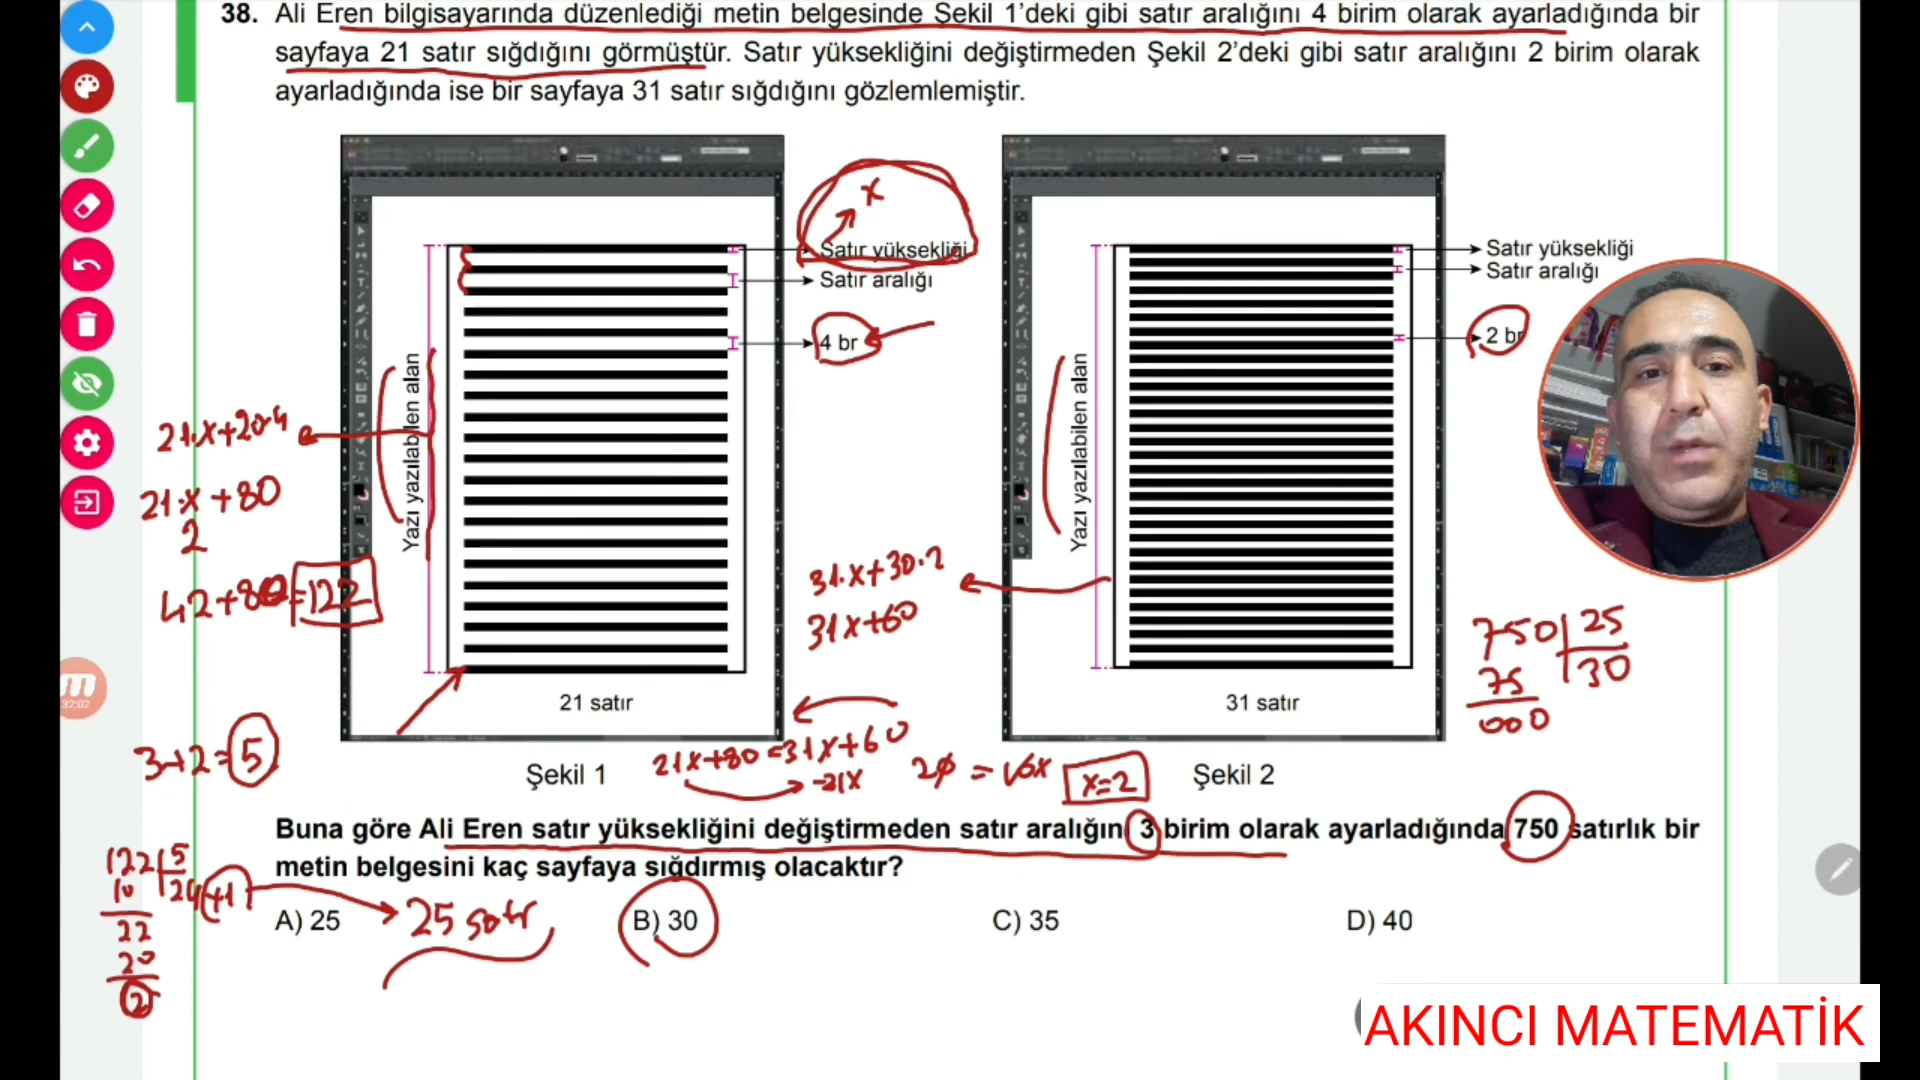 38. Ali Eren bilgisayarında düzenlediği metin belgesinde Şekil 1'deki gibi satır aralığını 4 birim olarak ayarladığında bir
sayfaya 21 satır sığdığını görmüştür. Satır yüksekliğini değiştirmeden Şekil 2'deki gibi satır aralığını 2 birim olarak
ayarladığında ise bir sayfaya 31 satır sığdığını gözlemlemiştir.
x
Satır yüksekliği
Satır aralığı
4 br
Yazı yazılabilen alan
21 satır
Şekil 1
Satır yüksekliği
Satır aralığı
2 br
Yazı yazılabilen alan
31 satır
Şekil 2
21.x+20.4
21.x+80
2
42+80=122
31.x+30.2
31x+60
750 25
75 30
000
3+2=5
21x+80=31x+60
-21x
20=10x
x=2
Buna göre Ali Eren satır yüksekliğini değiştirmeden satır aralığın 3 birim olarak ayarladığında 750 satırlık bir
metin belgesini kaç sayfaya sığdırmış olacaktır?
122 5
10 24 +1
22
20
2
25 satır
A) 25
B) 30
C) 35
D) 40
AKINCI MATEMATİK
32:02